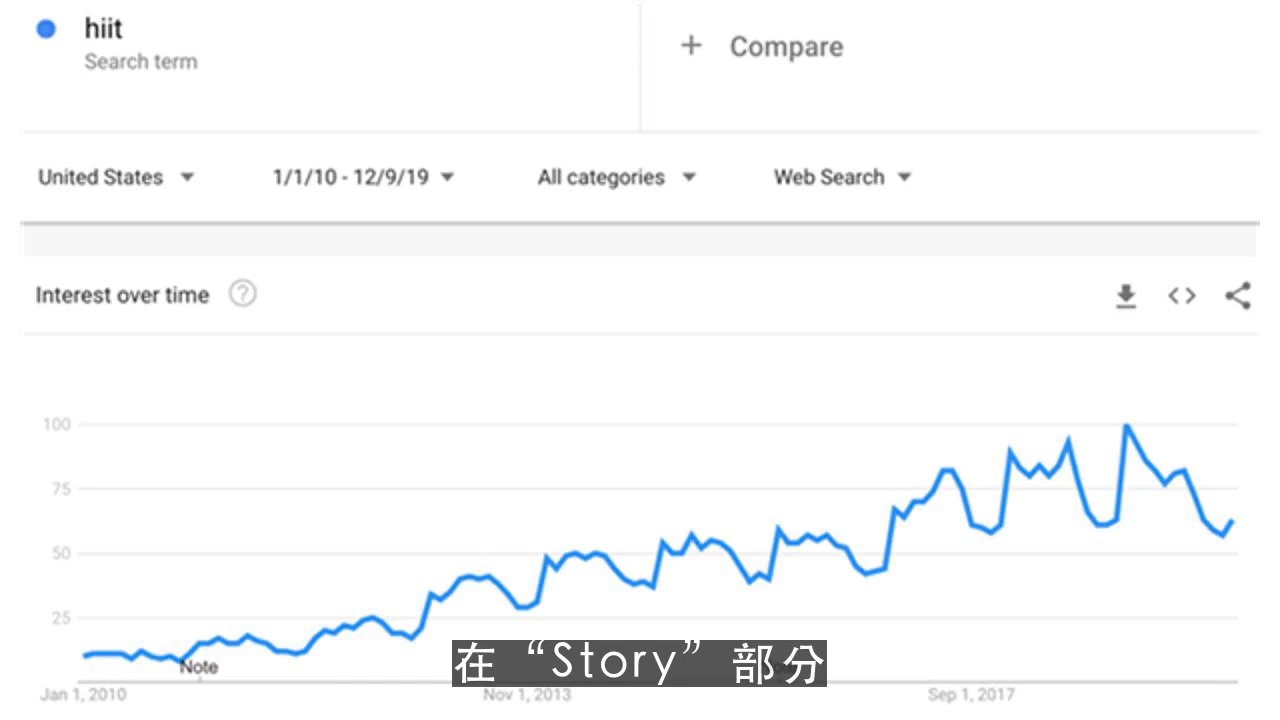 hiit
Search term
+ Compare
United States
1/1/10 - 12/9/19
All categories
Web Search
Interest over time
?
100
75
50
25
Note
在“Story”部分
Jan 1, 2010
Nov 1, 2013
Sep 1, 2017